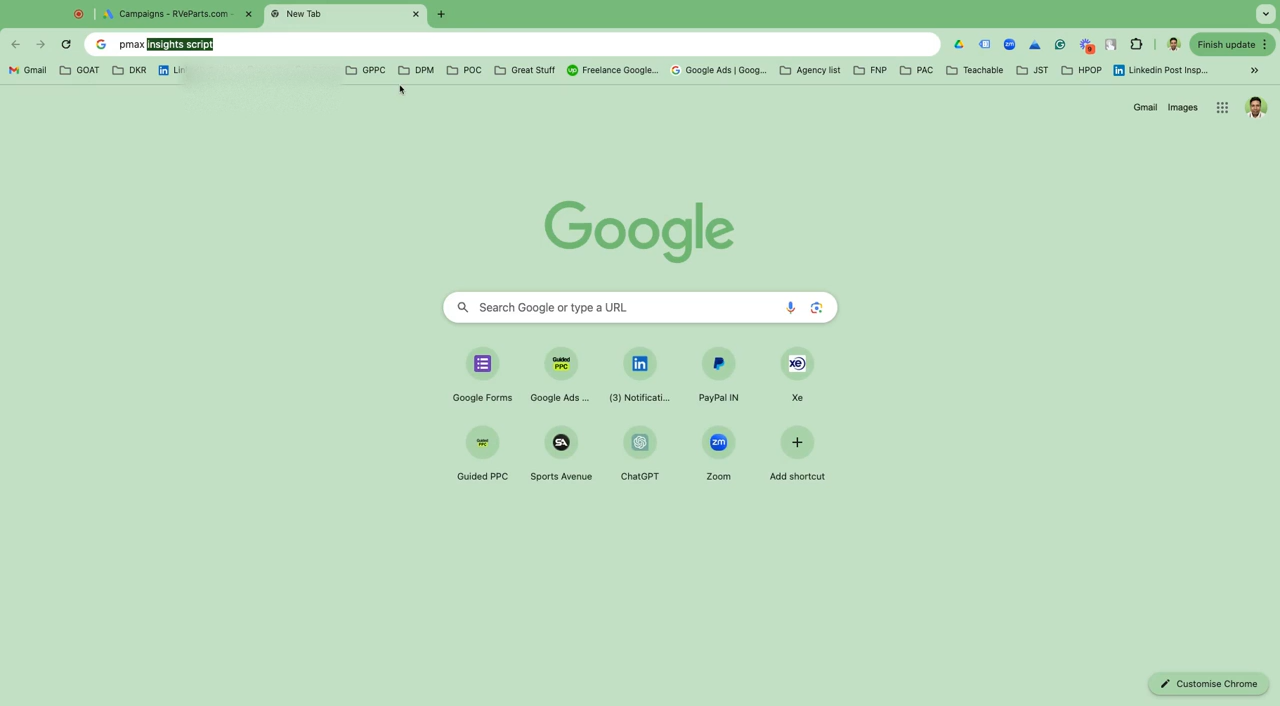 Campaigns - RVeParts.com -
New Tab
pmax insights script
Finish update
Gmail
GOAT
DKR
GPPC
DPM
POC
Great Stuff
Freelance Google...
Google Ads | Goog...
Agency list
FNP
PAC
Teachable
JST
HPOP
Linkedin Post Insp...
»
Gmail
Images
Google
Search Google or type a URL
Google Forms
Google Ads ...
(3) Notificati...
PayPal IN
Xe
Guided PPC
Sports Avenue
ChatGPT
Zoom
Add shortcut
Customise Chrome